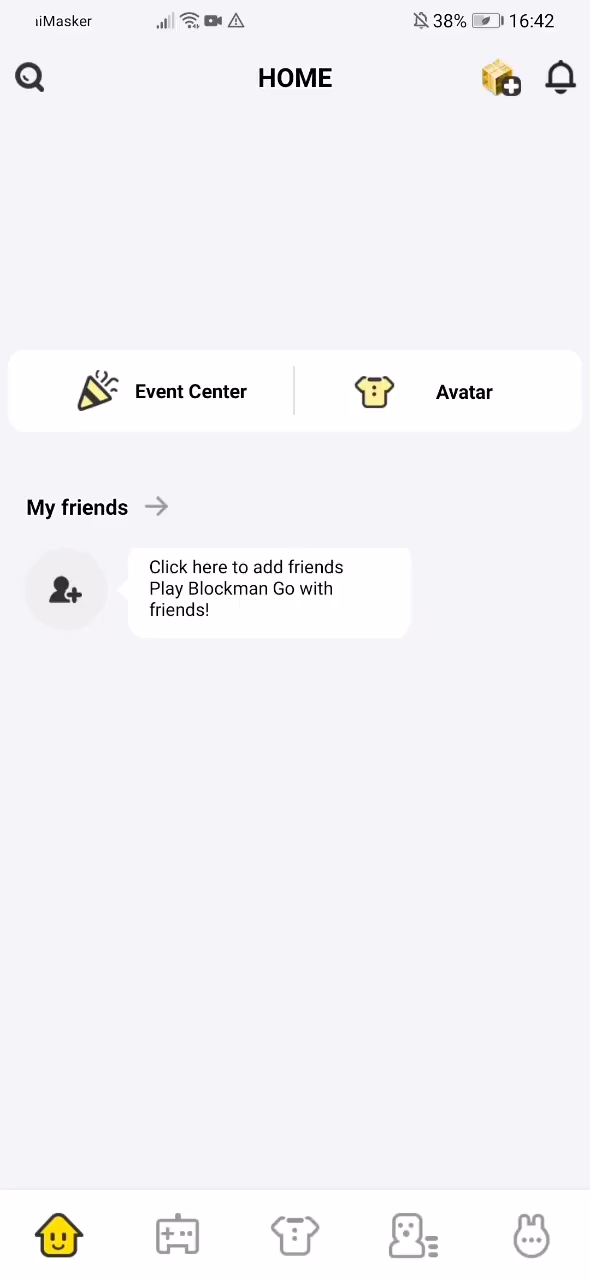 iMasker 38% 16:42
HOME
Event Center
Avatar
My friends
Click here to add friends
Play Blockman Go with
friends!